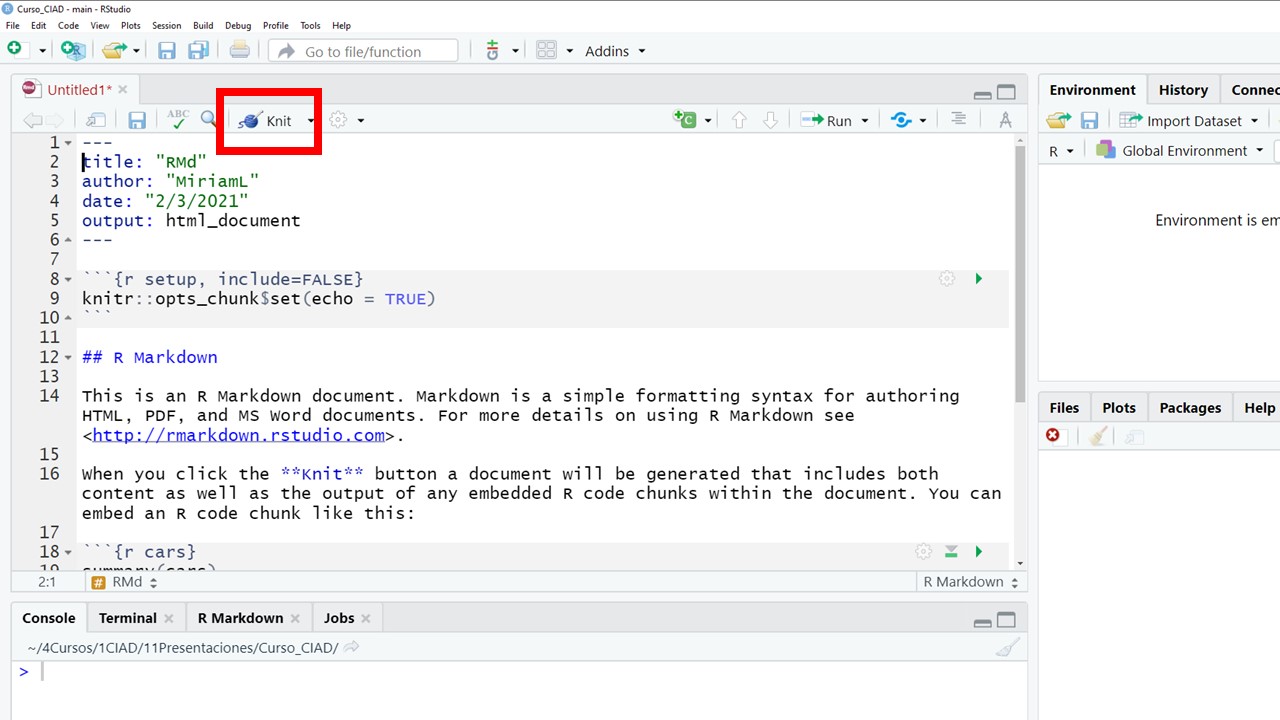 Curso_CIAD - main - RStudio
File Edit Code View Plots Session Build Debug Profile Tools Help
Go to file/function Addins
Untitled1*
ABC Knit Run
1 ---
2 title: "RMd"
3 author: "MiriamL"
4 date: "2/3/2021"
5 output: html_document
6 ---
7
8 ```{r setup, include=FALSE}
9 knitr::opts_chunk$set(echo = TRUE)
10 ```
11
12 ## R Markdown
13
14 This is an R Markdown document. Markdown is a simple formatting syntax for authoring
HTML, PDF, and MS Word documents. For more details on using R Markdown see
<http://rmarkdown.rstudio.com>.
15
16 When you click the **Knit** button a document will be generated that includes both
content as well as the output of any embedded R code chunks within the document. You can
embed an R code chunk like this:
17
18 ```{r cars}
19 summary(cars)
2:1 # RMd R Markdown
Console Terminal R Markdown Jobs
~/4Cursos/1CIAD/11Presentaciones/Curso_CIAD/
>
Environment History Connec
Import Dataset
R Global Environment
Environment is em
Files Plots Packages Help